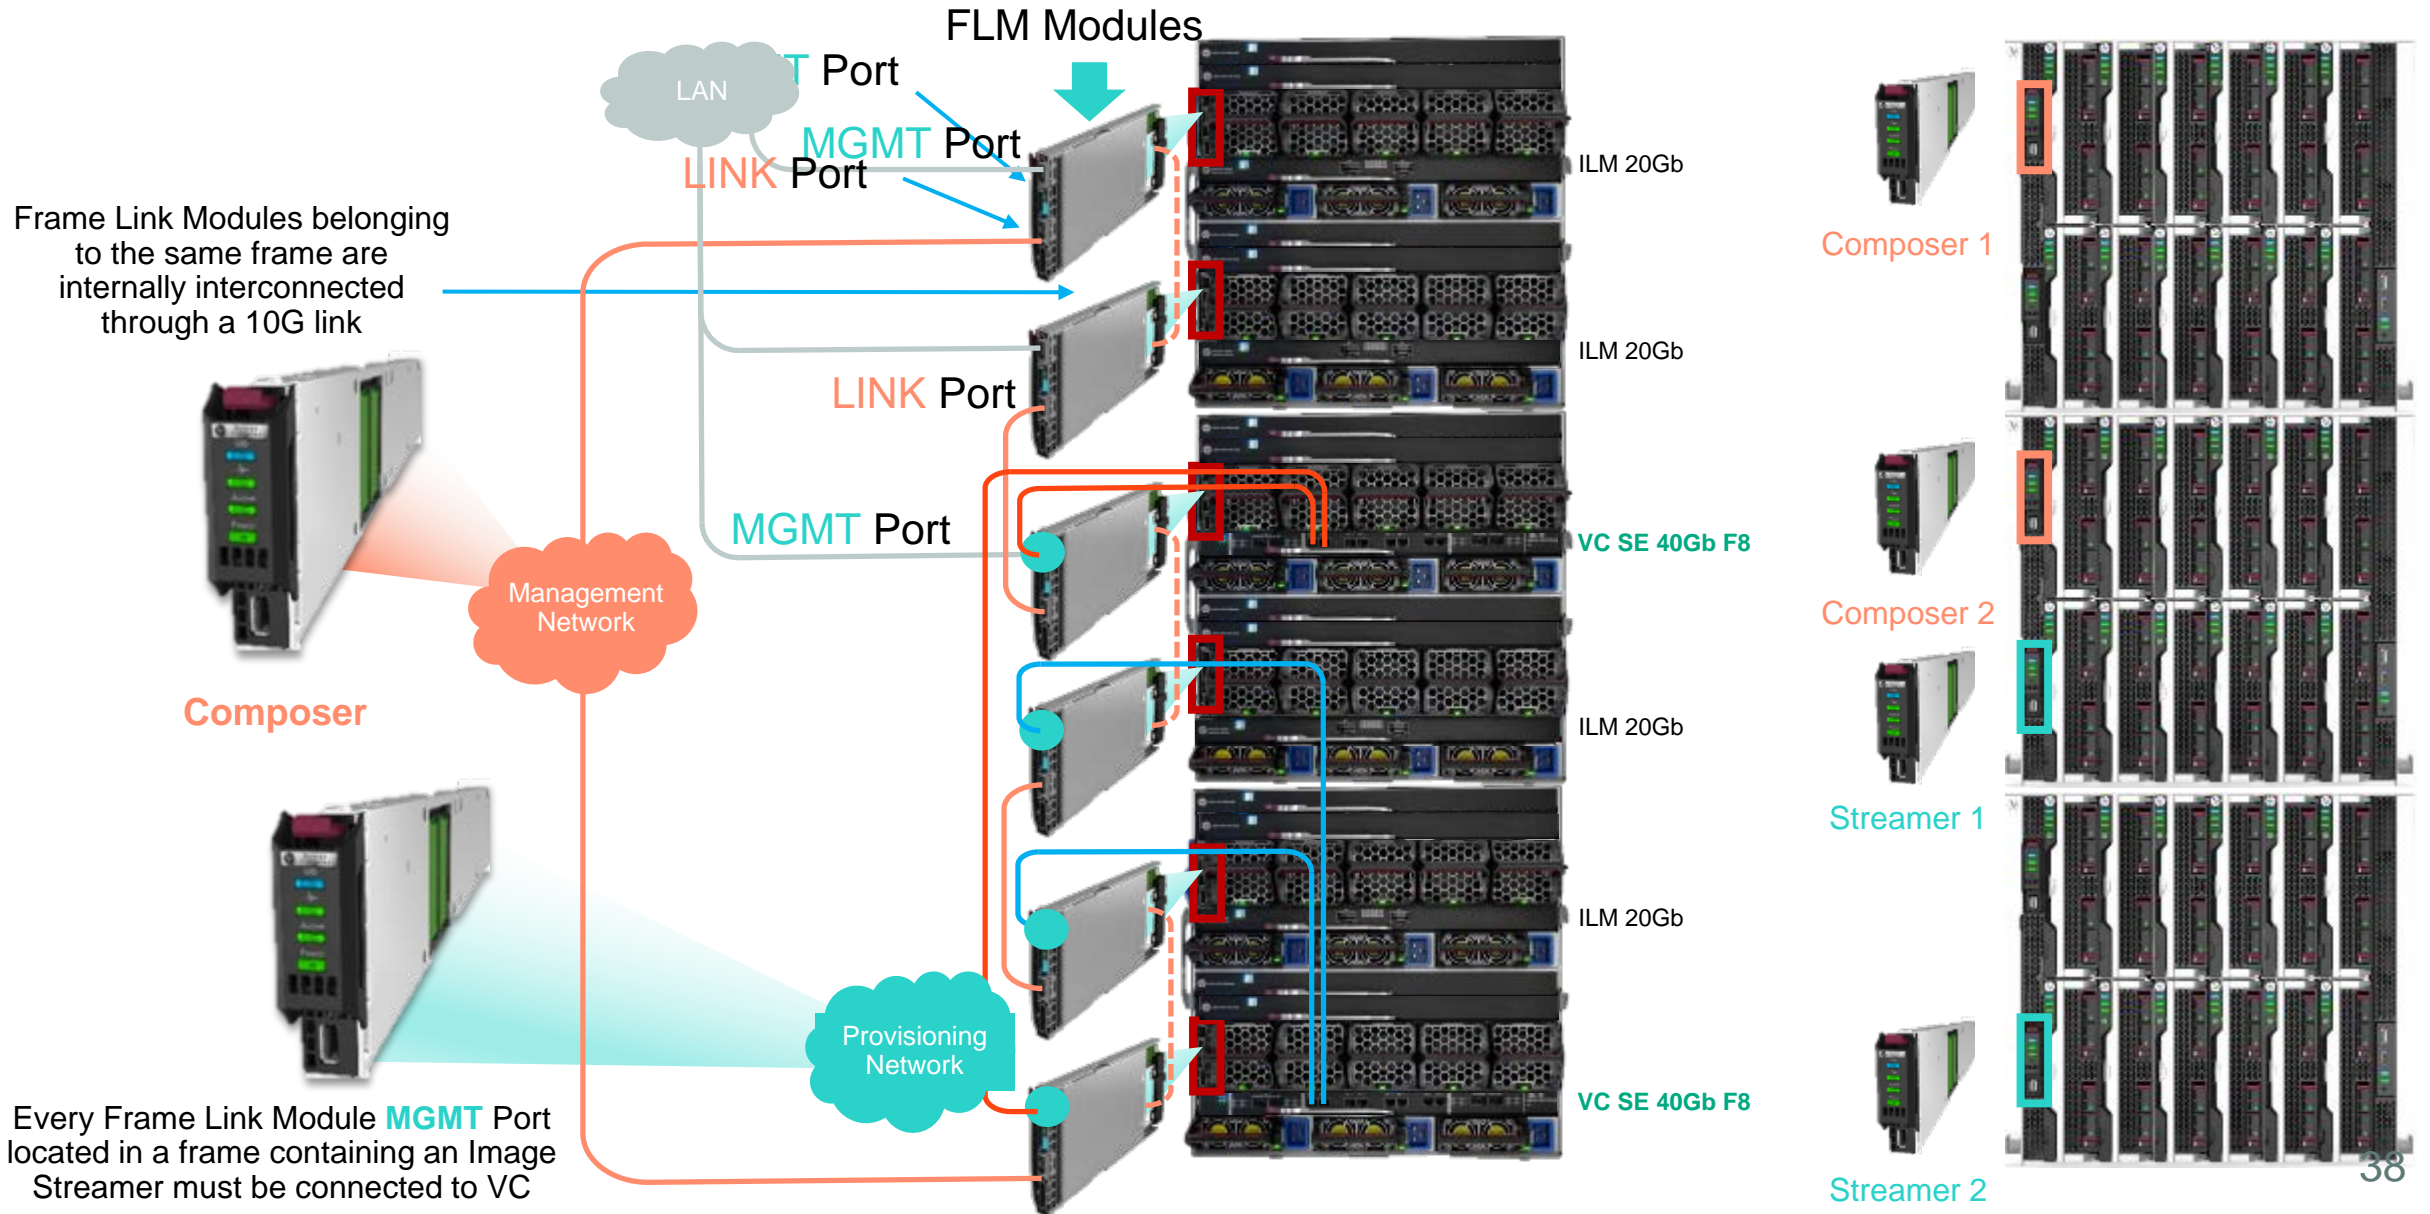 FLM Modules
LAN
T Port
MGMT Port
LINK Port
ILM 20Gb
Frame Link Modules belonging
to the same frame are
internally interconnected
through a 10G link
ILM 20Gb
LINK Port
MGMT Port
VC SE 40Gb F8
Management
Network
Composer
ILM 20Gb
ILM 20Gb
Provisioning
Network
VC SE 40Gb F8
Every Frame Link Module MGMT Port
located in a frame containing an Image
Streamer must be connected to VC
Composer 1
Composer 2
Streamer 1
Streamer 2
38